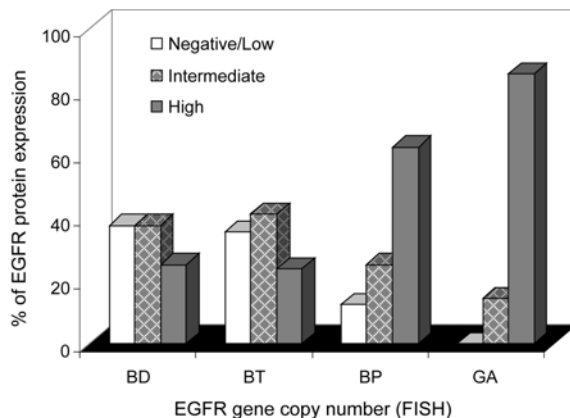 100
80
60
40
20
0
% of EGFR protein expression
Negative/Low
Intermediate
High
BD BT BP GA
EGFR gene copy number (FISH)